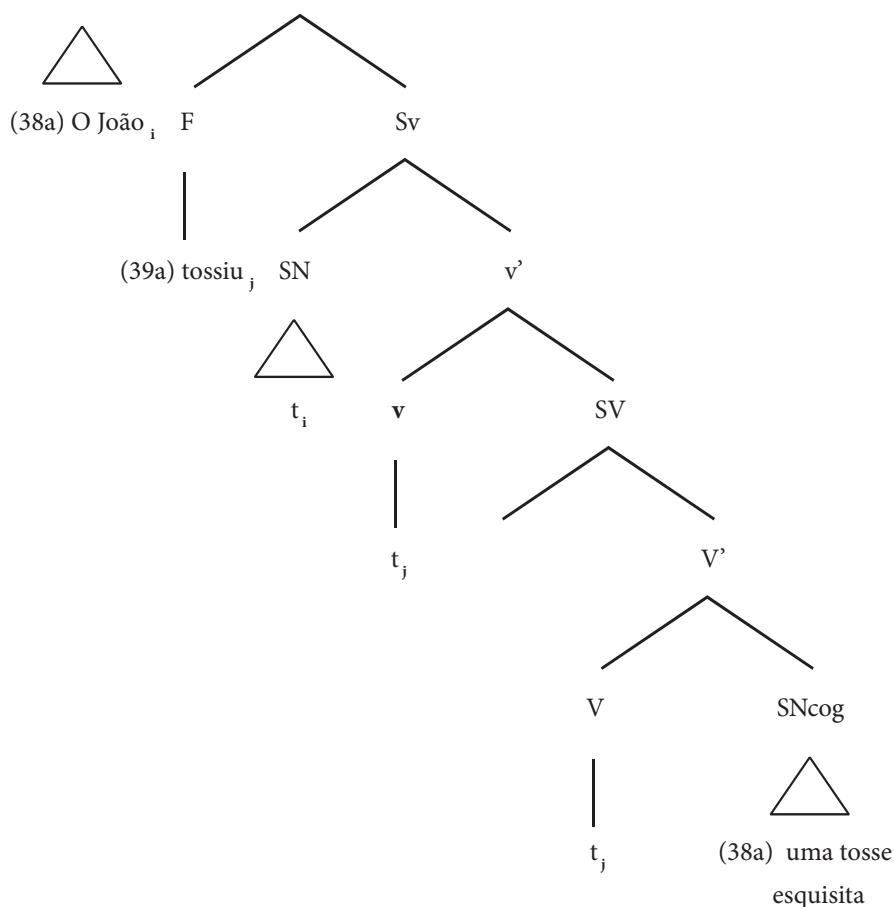 (38a) O João i F Sv
(39a) tossiu j SN v’
t i v SV
t j V’
V SNcog
t j (38a) uma tosse
esquisita